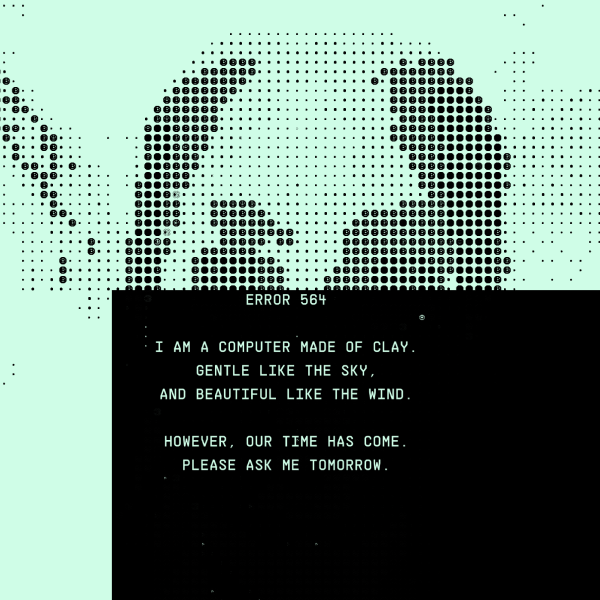 ERROR 564
I AM A COMPUTER MADE OF CLAY.
GENTLE LIKE THE SKY,
AND BEAUTIFUL LIKE THE WIND.
HOWEVER, OUR TIME HAS COME.
PLEASE ASK ME TOMORROW.